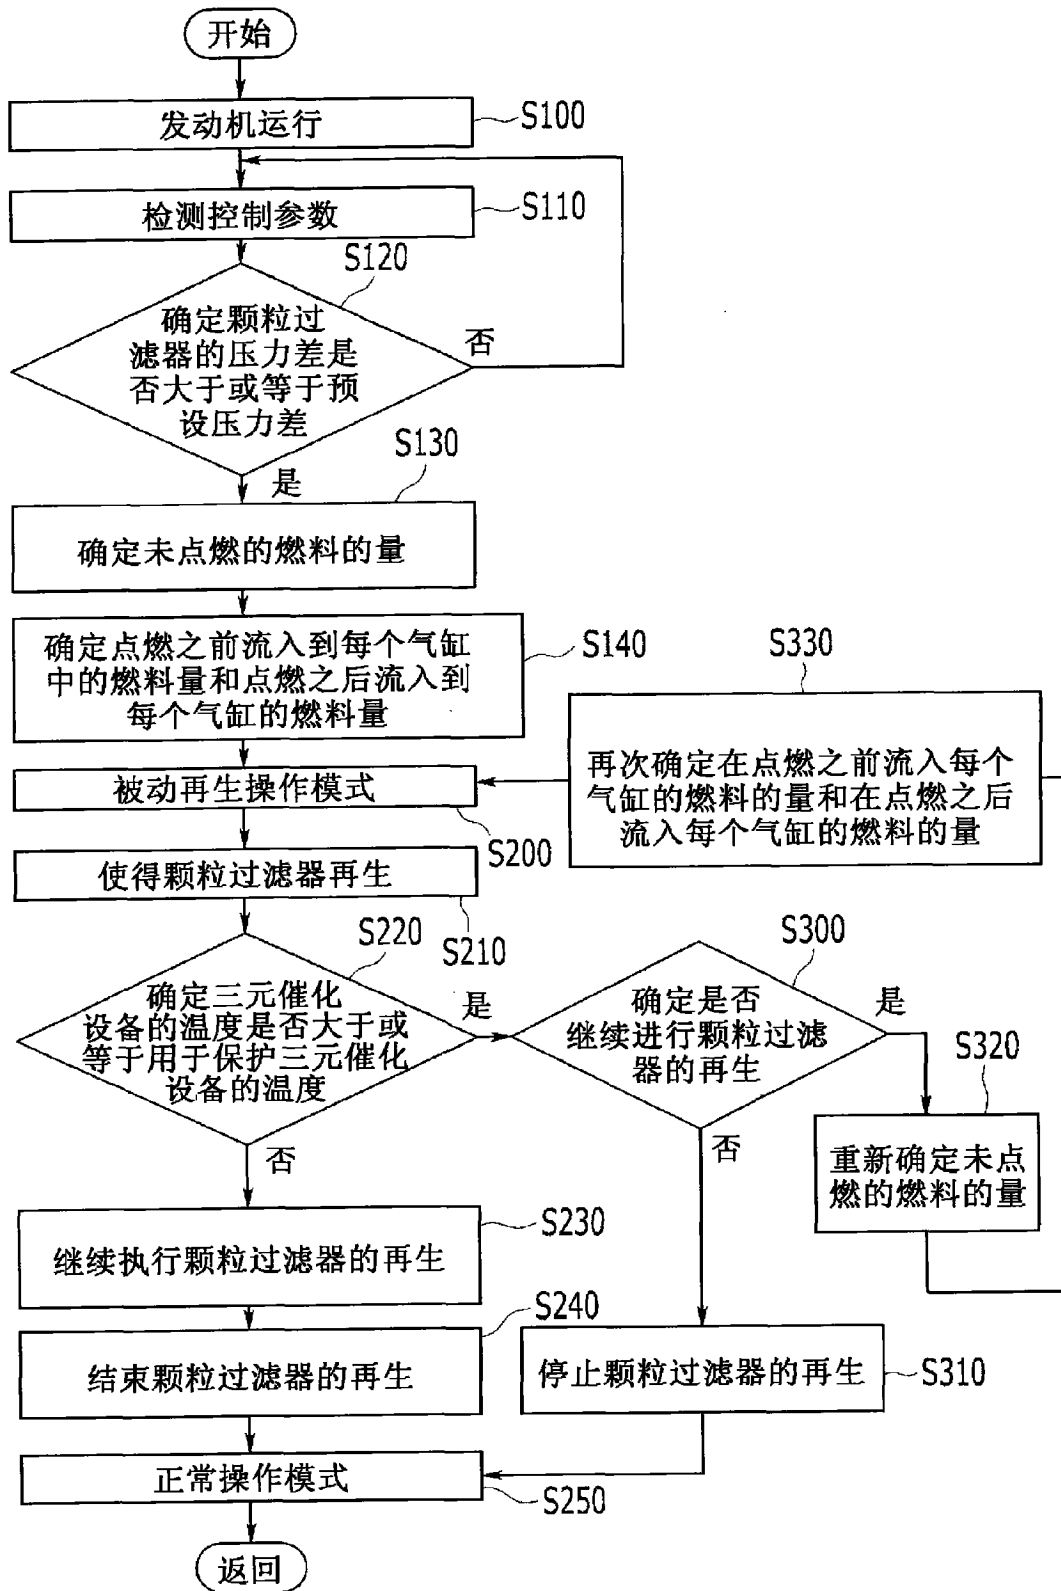 开始
发动机运行
S100
检测控制参数
S110
S120
确定颗粒过
滤器的压力差是
否大于或等于预
设压力差
否
是
S130
确定未点燃的燃料的量
确定点燃之前流入到每个气缸
中的燃料量和点燃之后流入到
每个气缸的燃料量
S140
S330
再次确定在点燃之前流入每个
气缸的燃料的量和在点燃之后
流入每个气缸的燃料的量
被动再生操作模式
S200
使得颗粒过滤器再生
S210
S220
确定三元催化
设备的温度是否大于或
等于用于保护三元催化
设备的温度
是
否
S300
确定是否
继续进行颗粒过滤
器的再生
是
否
S320
重新确定未点
燃的燃料的量
S230
继续执行颗粒过滤器的再生
S240
结束颗粒过滤器的再生
停止颗粒过滤器的再生
S310
正常操作模式
S250
返回